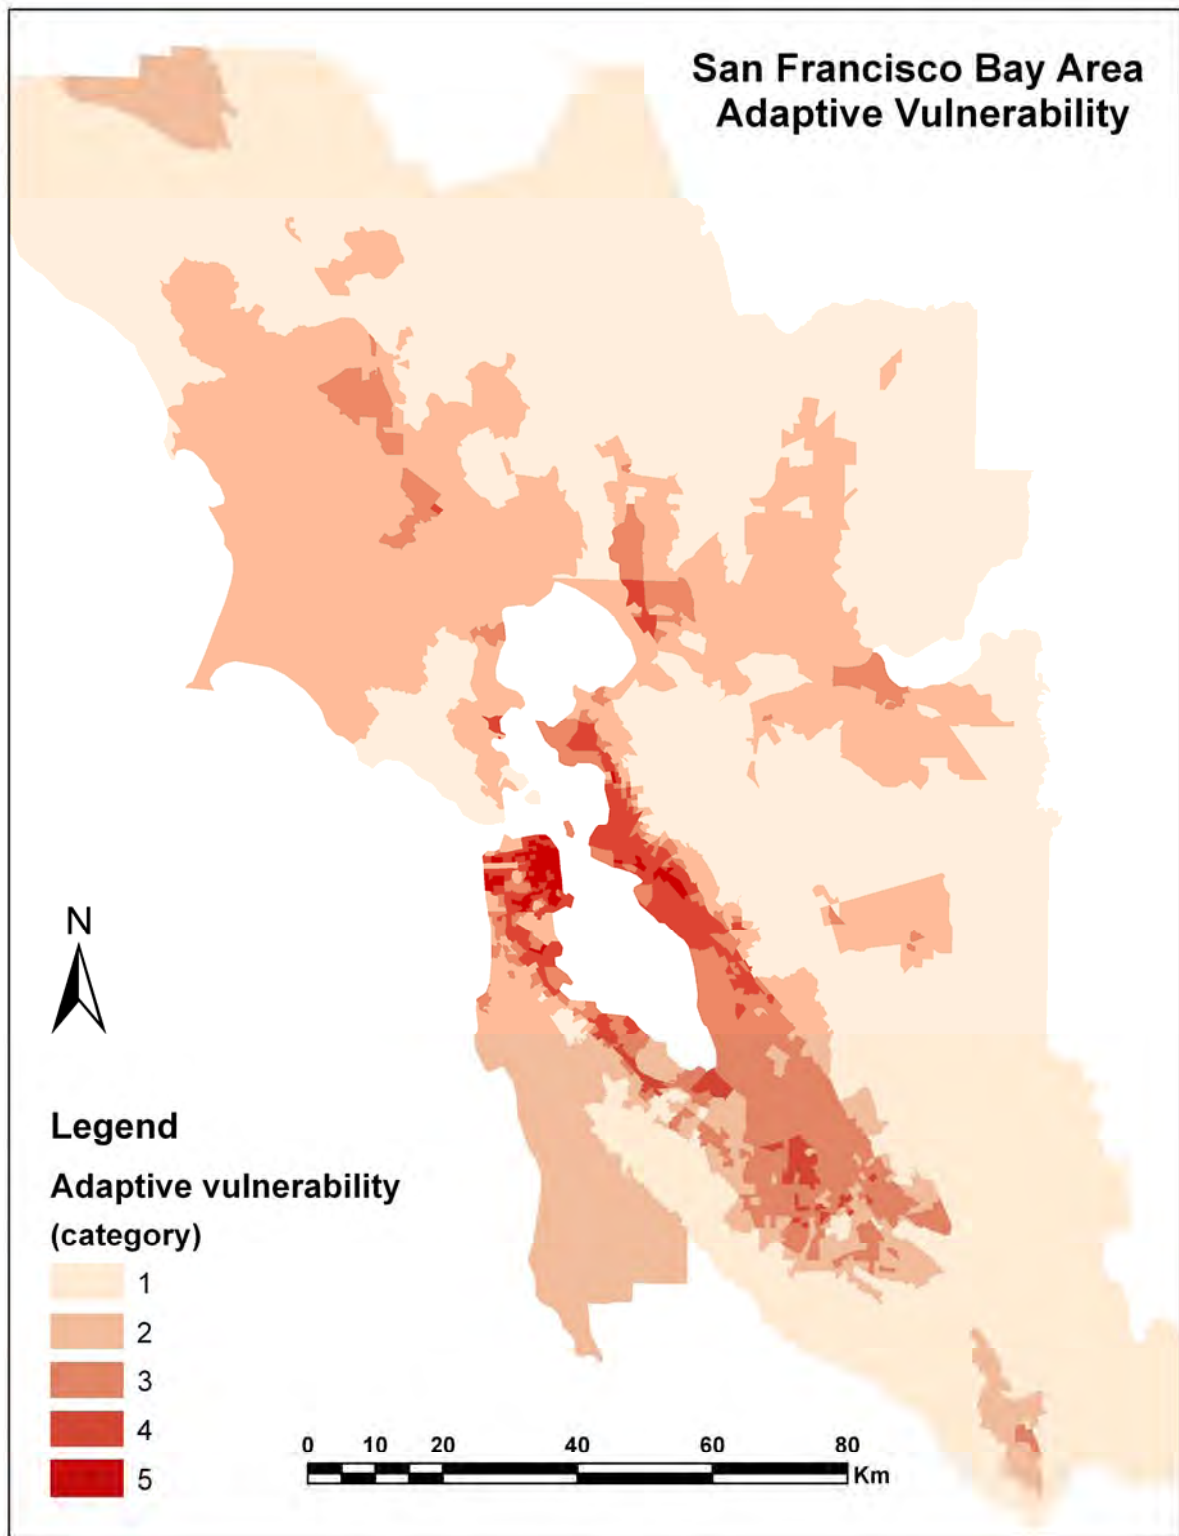 San Francisco Bay Area
Adaptive Vulnerability
N
Legend
Adaptive vulnerability
(category)
1
2
3
4
5
0 10 20 40 60 80
Km